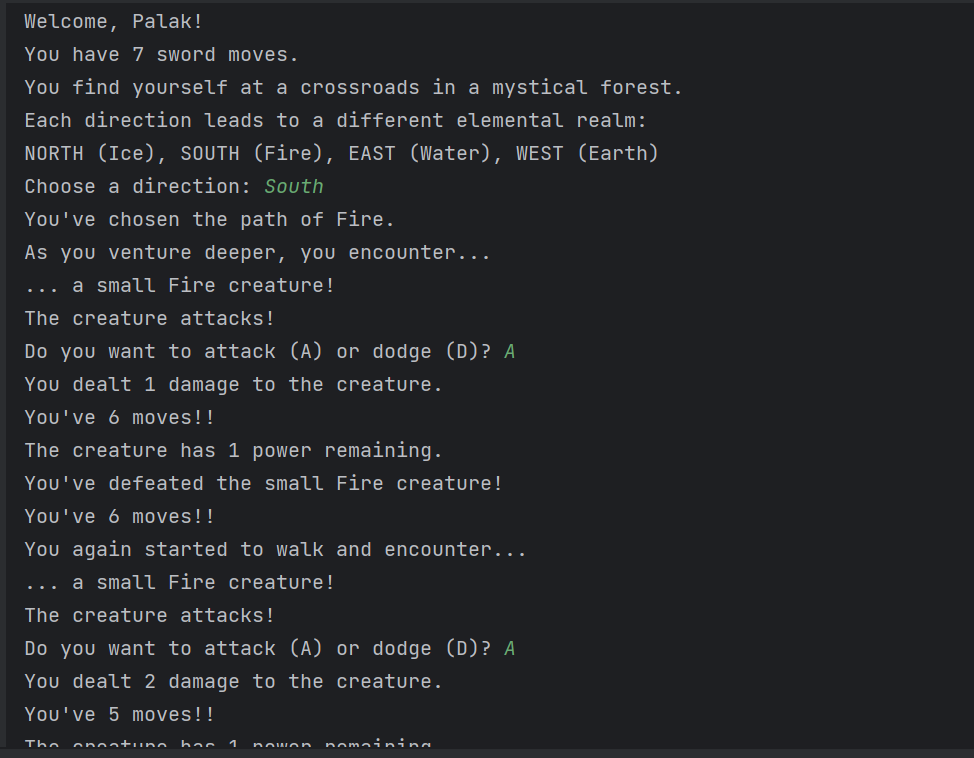 Welcome, Palak!
You have 7 sword moves.
You find yourself at a crossroads in a mystical forest.
Each direction leads to a different elemental realm:
NORTH (Ice), SOUTH (Fire), EAST (Water), WEST (Earth)
Choose a direction: South
You've chosen the path of Fire.
As you venture deeper, you encounter...
... a small Fire creature!
The creature attacks!
Do you want to attack (A) or dodge (D)? A
You dealt 1 damage to the creature.
You've 6 moves!!
The creature has 1 power remaining.
You've defeated the small Fire creature!
You've 6 moves!!
You again started to walk and encounter...
... a small Fire creature!
The creature attacks!
Do you want to attack (A) or dodge (D)? A
You dealt 2 damage to the creature.
You've 5 moves!!
The creature has 1 power remaining